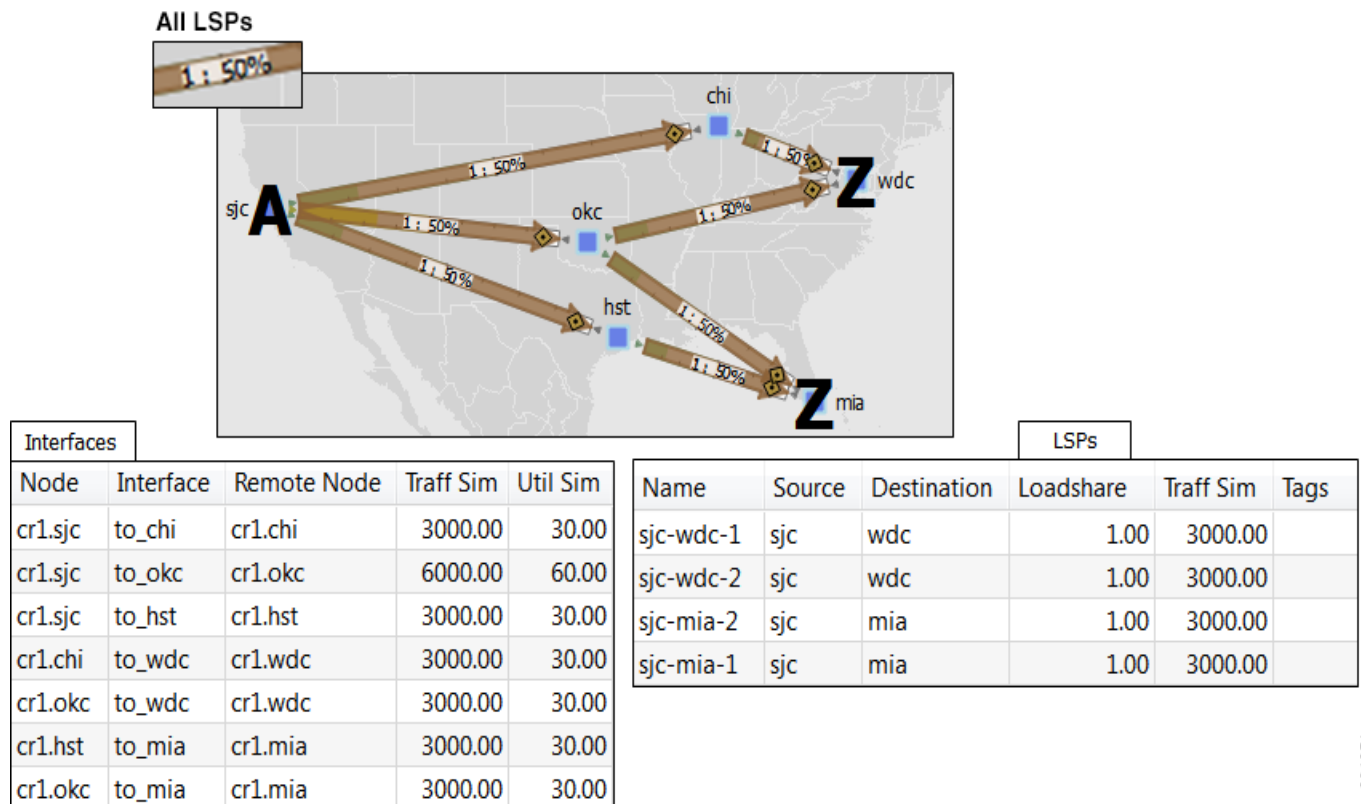 All LSPs
1 : 50%
chi
1 : 50%
1 : 50%
Z
wdc
sjc
A
okc
1 : 50%
1 : 50%
1 : 50%
hst
1 : 50%
1 : 50%
Z
mia
Interfaces
Node Interface Remote Node Traff Sim Util Sim
cr1.sjc to_chi cr1.chi 3000.00 30.00
cr1.sjc to_okc cr1.okc 6000.00 60.00
cr1.sjc to_hst cr1.hst 3000.00 30.00
cr1.chi to_wdc cr1.wdc 3000.00 30.00
cr1.okc to_wdc cr1.wdc 3000.00 30.00
cr1.hst to_mia cr1.mia 3000.00 30.00
cr1.okc to_mia cr1.mia 3000.00 30.00
LSPs
Name Source Destination Loadshare Traff Sim Tags
sjc-wdc-1 sjc wdc 1.00 3000.00
sjc-wdc-2 sjc wdc 1.00 3000.00
sjc-mia-2 sjc mia 1.00 3000.00
sjc-mia-1 sjc mia 1.00 3000.00